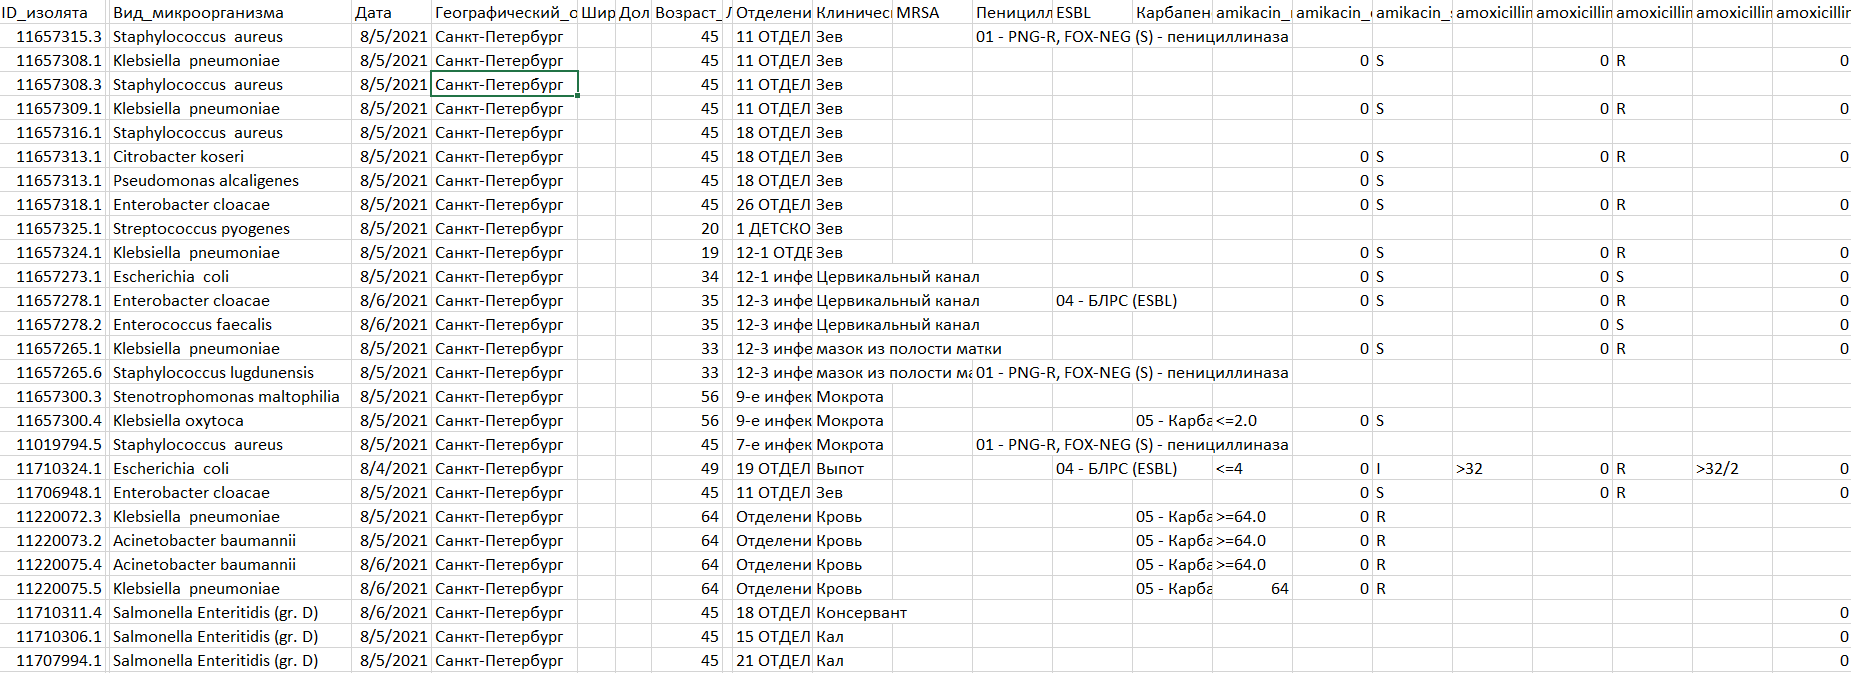 ID_изолята Вид_микроорганизма Дата Географический_о Шир Дол Возраст_ Отделени Клиничес MRSA Пеницилл ESBL Карбапен amikacin_ amikacin_ amikacin_ amoxicillin amoxicillin amoxicillin amoxicillin amoxicillin
11657315.3 Staphylococcus aureus 8/5/2021 Санкт-Петербург 45 11 ОТДЕЛ Зев 01 - PNG-R, FOX-NEG (S) - пенициллиназа
11657308.1 Klebsiella pneumoniae 8/5/2021 Санкт-Петербург 45 11 ОТДЕЛ Зев 0 S 0 R 0
11657308.3 Staphylococcus aureus 8/5/2021 Санкт-Петербург 45 11 ОТДЕЛ Зев
11657309.1 Klebsiella pneumoniae 8/5/2021 Санкт-Петербург 45 11 ОТДЕЛ Зев 0 S 0 R 0
11657316.1 Staphylococcus aureus 8/5/2021 Санкт-Петербург 45 18 ОТДЕЛ Зев
11657313.1 Citrobacter koseri 8/5/2021 Санкт-Петербург 45 18 ОТДЕЛ Зев 0 S 0 R 0
11657313.1 Pseudomonas alcaligenes 8/5/2021 Санкт-Петербург 45 18 ОТДЕЛ Зев 0 S
11657318.1 Enterobacter cloacae 8/5/2021 Санкт-Петербург 45 26 ОТДЕЛ Зев 0 S 0 R 0
11657325.1 Streptococcus pyogenes 8/5/2021 Санкт-Петербург 20 1 ДЕТСКО Зев
11657324.1 Klebsiella pneumoniae 8/5/2021 Санкт-Петербург 19 12-1 ОТДЕ Зев 0 S 0 R 0
11657273.1 Escherichia coli 8/5/2021 Санкт-Петербург 34 12-1 инфе Цервикальный канал 0 S 0 S 0
11657278.1 Enterobacter cloacae 8/6/2021 Санкт-Петербург 35 12-3 инфе Цервикальный канал 04 - БЛРС (ESBL) 0 S 0 R 0
11657278.2 Enterococcus faecalis 8/6/2021 Санкт-Петербург 35 12-3 инфе Цервикальный канал 0 S 0
11657265.1 Klebsiella pneumoniae 8/5/2021 Санкт-Петербург 33 12-3 инфе мазок из полости матки 0 S 0 R 0
11657265.6 Staphylococcus lugdunensis 8/5/2021 Санкт-Петербург 33 12-3 инфе мазок из полости ма 01 - PNG-R, FOX-NEG (S) - пенициллиназа
11657300.3 Stenotrophomonas maltophilia 8/5/2021 Санкт-Петербург 56 9-е инфек Мокрота
11657300.4 Klebsiella oxytoca 8/5/2021 Санкт-Петербург 56 9-е инфек Мокрота 05 - Карба <=2.0 0 S
11019794.5 Staphylococcus aureus 8/5/2021 Санкт-Петербург 45 7-е инфек Мокрота 01 - PNG-R, FOX-NEG (S) - пенициллиназа
11710324.1 Escherichia coli 8/4/2021 Санкт-Петербург 49 19 ОТДЕЛ Выпот 04 - БЛРС (ESBL) <=4 0 I >32 0 R >32/2 0
11706948.1 Enterobacter cloacae 8/5/2021 Санкт-Петербург 45 11 ОТДЕЛ Зев 0 S 0 R 0
11220072.3 Klebsiella pneumoniae 8/5/2021 Санкт-Петербург 64 Отделени Кровь 05 - Карба >=64.0 0 R
11220073.2 Acinetobacter baumannii 8/5/2021 Санкт-Петербург 64 Отделени Кровь 05 - Карба >=64.0 0 R
11220075.4 Acinetobacter baumannii 8/6/2021 Санкт-Петербург 64 Отделени Кровь 05 - Карба >=64.0 0 R
11220075.5 Klebsiella pneumoniae 8/6/2021 Санкт-Петербург 64 Отделени Кровь 05 - Карба 64 0 R
11710311.4 Salmonella Enteritidis (gr. D) 8/6/2021 Санкт-Петербург 45 18 ОТДЕЛ Консервант 0
11710306.1 Salmonella Enteritidis (gr. D) 8/5/2021 Санкт-Петербург 45 15 ОТДЕЛ Кал 0
11707994.1 Salmonella Enteritidis (gr. D) 8/5/2021 Санкт-Петербург 45 21 ОТДЕЛ Кал 0